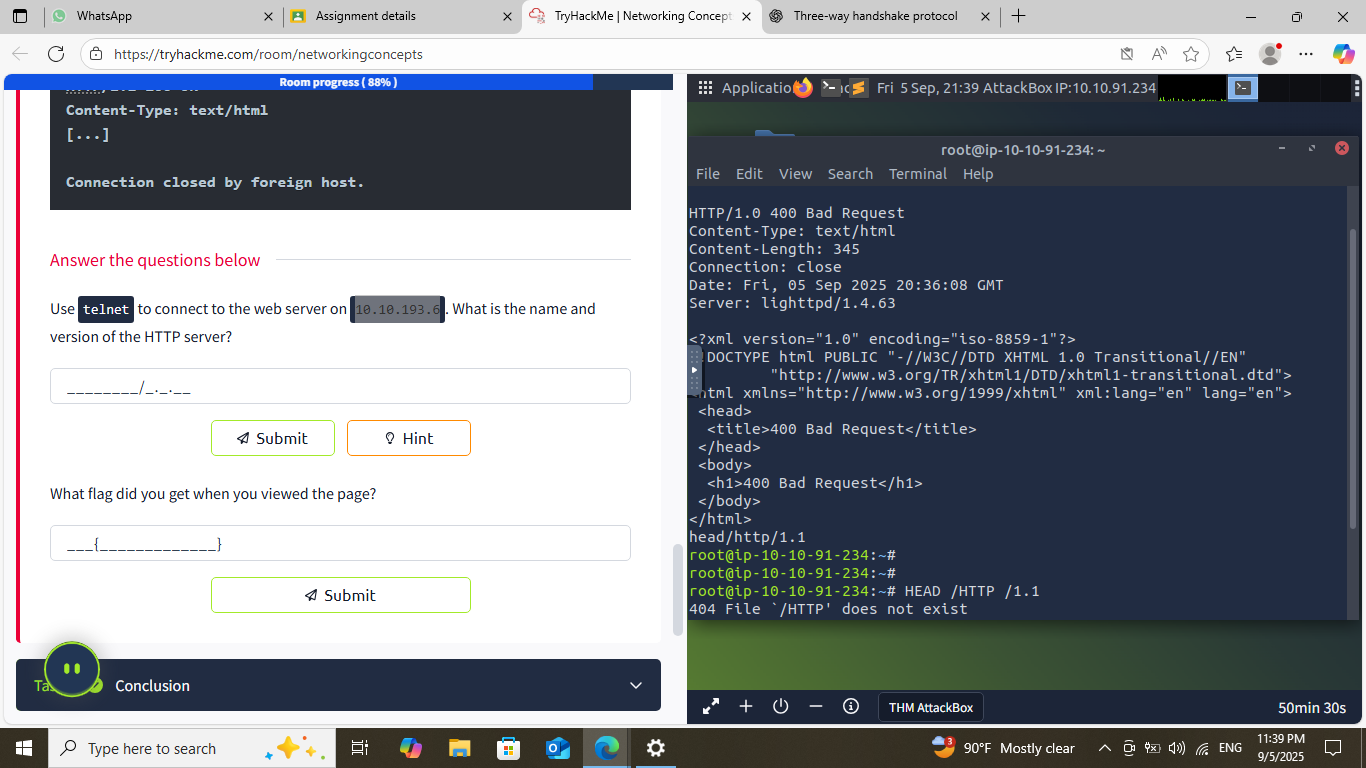 WhatsApp
Assignment details
TryHackMe | Networking Concept
Three-way handshake protocol
https://tryhackme.com/room/networkingconcepts
Room progress ( 88% )
Content-Type: text/html
[...]
Connection closed by foreign host.
Answer the questions below
Use telnet to connect to the web server on 10.10.193.6. What is the name and
version of the HTTP server?
________/_._.__
Submit
Hint
What flag did you get when you viewed the page?
___{_____________}
Submit
Conclusion
Applicatio
Fri 5 Sep, 21:39 AttackBox IP:10.10.91.234
root@ip-10-10-91-234: ~
File Edit View Search Terminal Help
HTTP/1.0 400 Bad Request
Content-Type: text/html
Content-Length: 345
Connection: close
Date: Fri, 05 Sep 2025 20:36:08 GMT
Server: lighttpd/1.4.63
<?xml version="1.0" encoding="iso-8859-1"?>
!DOCTYPE html PUBLIC "-//W3C//DTD XHTML 1.0 Transitional//EN"
"http://www.w3.org/TR/xhtml1/DTD/xhtml1-transitional.dtd">
<html xmlns="http://www.w3.org/1999/xhtml" xml:lang="en" lang="en">
<head>
<title>400 Bad Request</title>
</head>
<body>
<h1>400 Bad Request</h1>
</body>
</html>
head/http/1.1
root@ip-10-10-91-234:~#
root@ip-10-10-91-234:~#
root@ip-10-10-91-234:~# HEAD /HTTP /1.1
404 File `/HTTP' does not exist
THM AttackBox
50min 30s
Type here to search
3
90°F Mostly clear
ENG
11:39 PM
9/5/2025